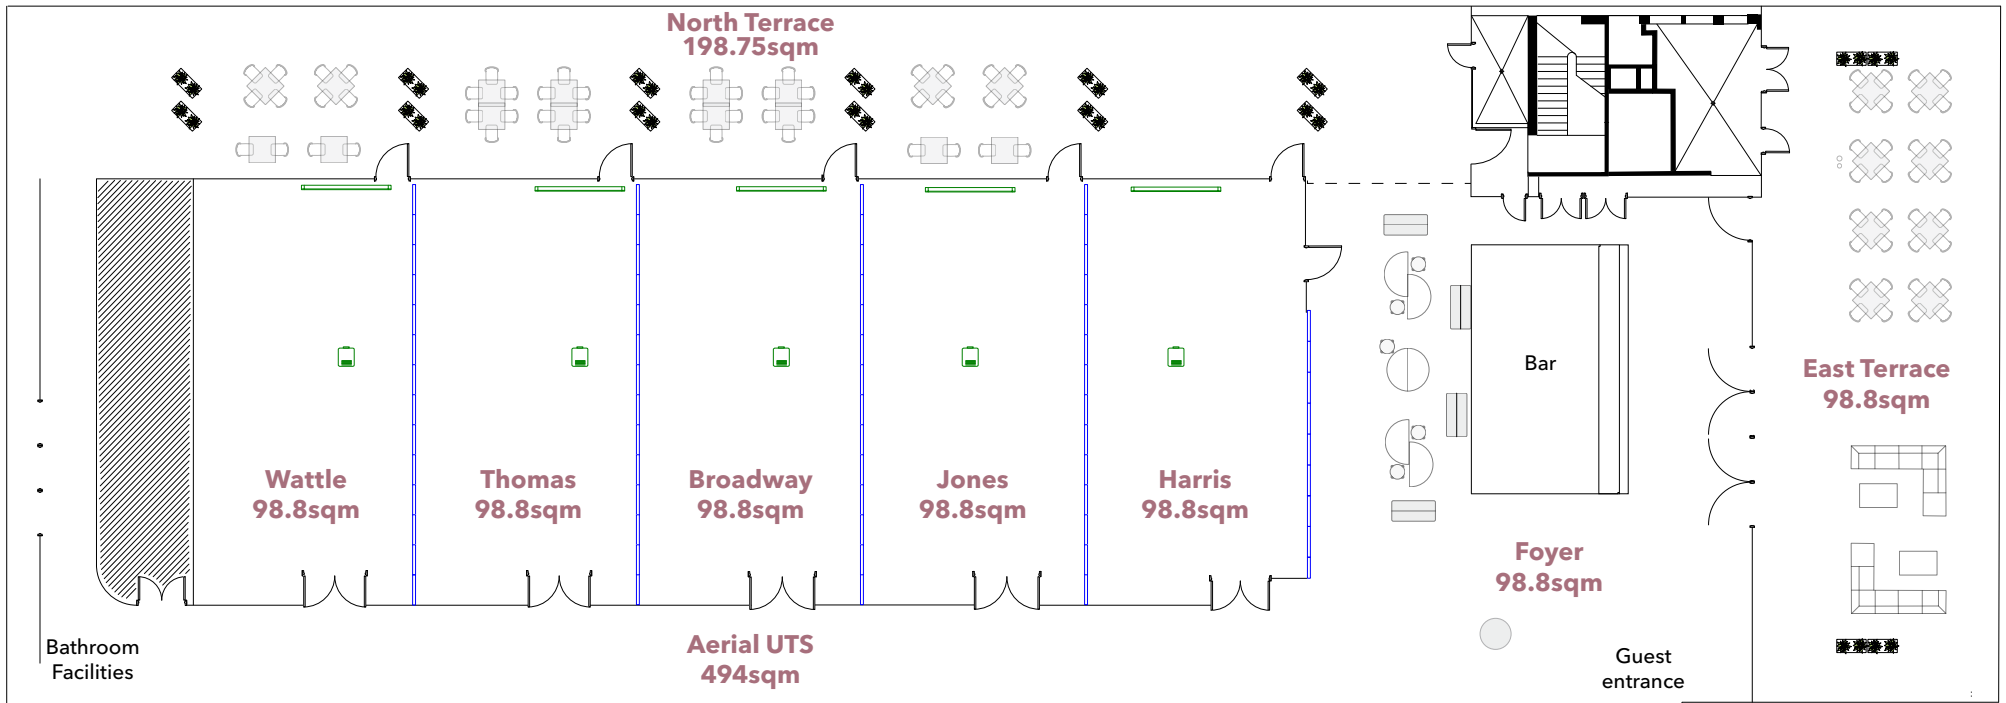 North Terrace
198.75sqm
Bar
East Terrace
98.8sqm
Wattle
98.8sqm
Thomas
98.8sqm
Broadway
98.8sqm
Jones
98.8sqm
Harris
98.8sqm
Foyer
98.8sqm
Aerial UTS
494sqm
Bathroom
Facilities
Guest
entrance